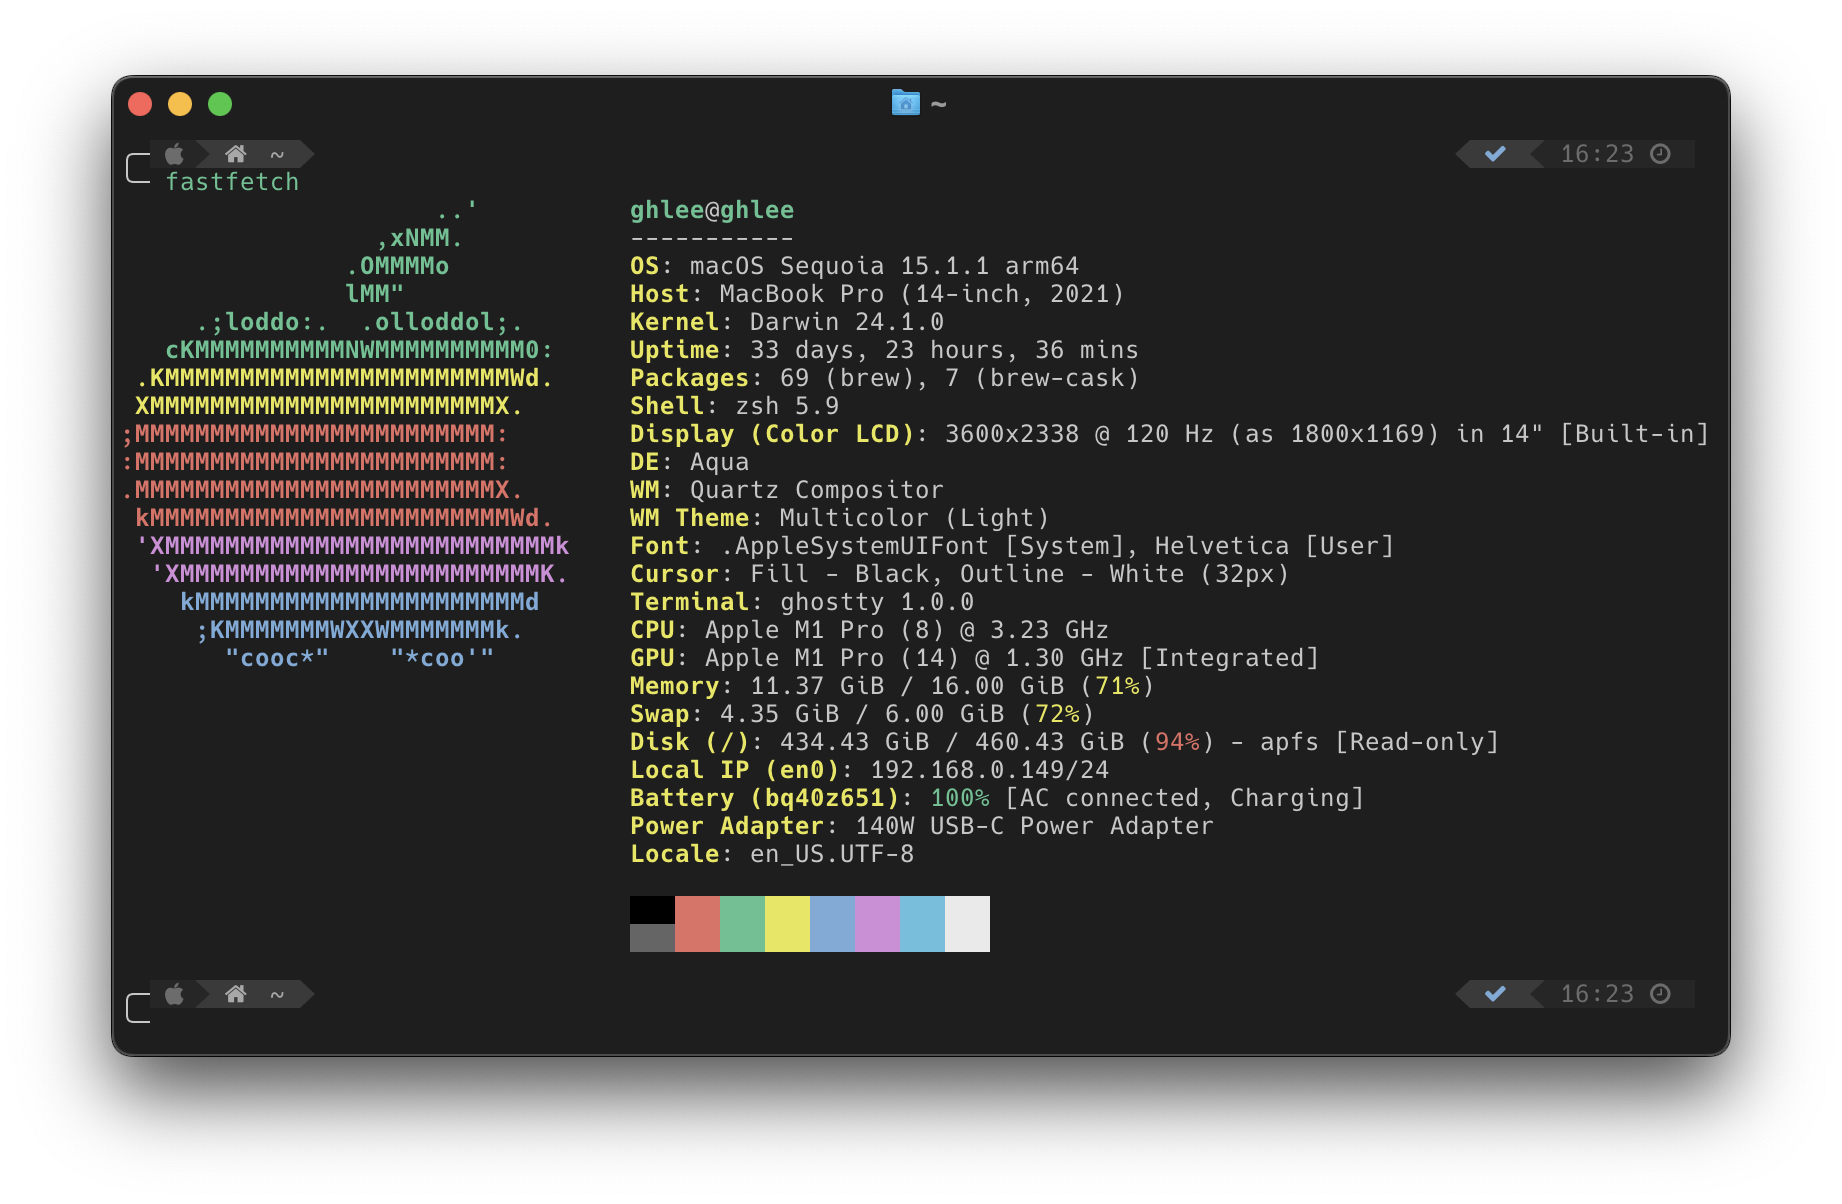 ~
~ 16:23
fastfetch
..'
,xNMM.
.OMMMMo
lMM"
.;loddo:.  .olloddol;.
cKMMMMMMMMMMNWMMMMMMMMMM0:
.KMMMMMMMMMMMMMMMMMMMMMMMWd.
XMMMMMMMMMMMMMMMMMMMMMMMX.
;MMMMMMMMMMMMMMMMMMMMMMMM:
:MMMMMMMMMMMMMMMMMMMMMMMM:
.MMMMMMMMMMMMMMMMMMMMMMMMX.
kMMMMMMMMMMMMMMMMMMMMMMMMWd.
'XMMMMMMMMMMMMMMMMMMMMMMMMMMk
'XMMMMMMMMMMMMMMMMMMMMMMMMK.
kMMMMMMMMMMMMMMMMMMMMMMd
;KMMMMMMMWXXWMMMMMMMk.
"cooc*"    "*coo'"
ghlee@ghlee
-----------
OS: macOS Sequoia 15.1.1 arm64
Host: MacBook Pro (14-inch, 2021)
Kernel: Darwin 24.1.0
Uptime: 33 days, 23 hours, 36 mins
Packages: 69 (brew), 7 (brew-cask)
Shell: zsh 5.9
Display (Color LCD): 3600x2338 @ 120 Hz (as 1800x1169) in 14" [Built-in]
DE: Aqua
WM: Quartz Compositor
WM Theme: Multicolor (Light)
Font: .AppleSystemUIFont [System], Helvetica [User]
Cursor: Fill - Black, Outline - White (32px)
Terminal: ghostty 1.0.0
CPU: Apple M1 Pro (8) @ 3.23 GHz
GPU: Apple M1 Pro (14) @ 1.30 GHz [Integrated]
Memory: 11.37 GiB / 16.00 GiB (71%)
Swap: 4.35 GiB / 6.00 GiB (72%)
Disk (/): 434.43 GiB / 460.43 GiB (94%) - apfs [Read-only]
Local IP (en0): 192.168.0.149/24
Battery (bq40z651): 100% [AC connected, Charging]
Power Adapter: 140W USB-C Power Adapter
Locale: en_US.UTF-8
~ 16:23